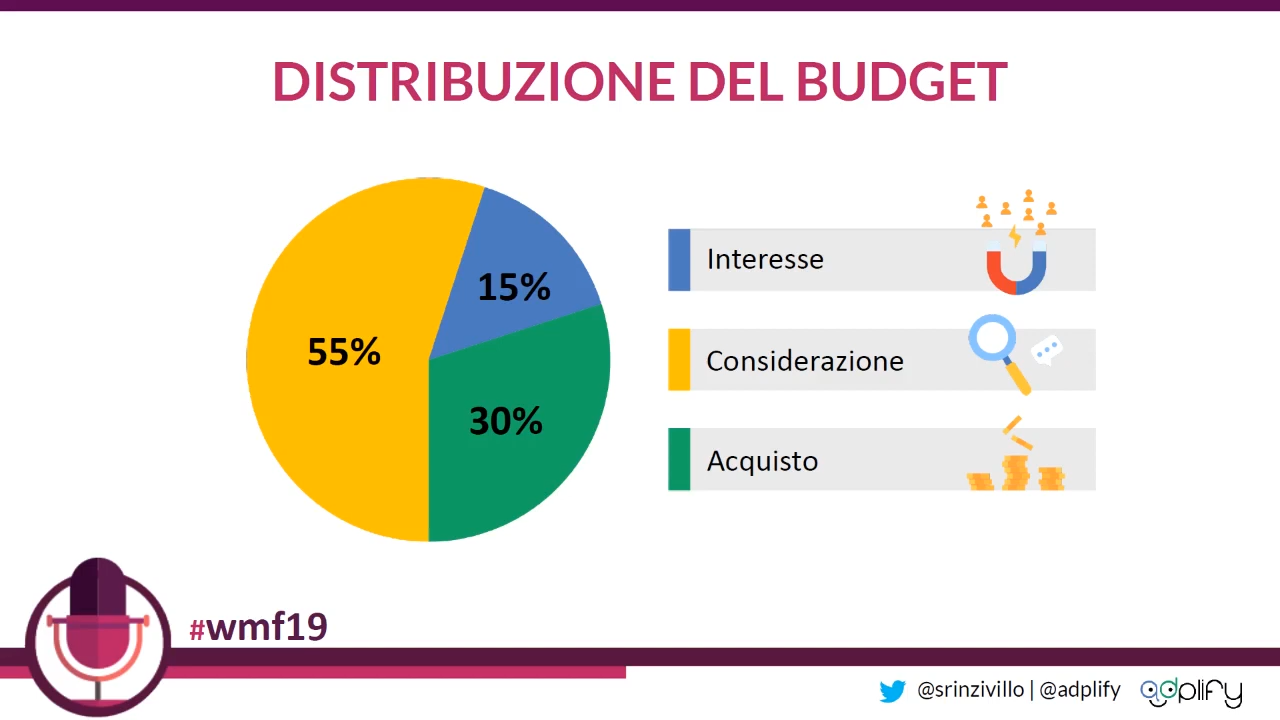 DISTRIBUZIONE DEL BUDGET
15%
55%
30%
Interesse
Considerazione
Acquisto
#wmf19
@srinzivillo | @adplify
adplify